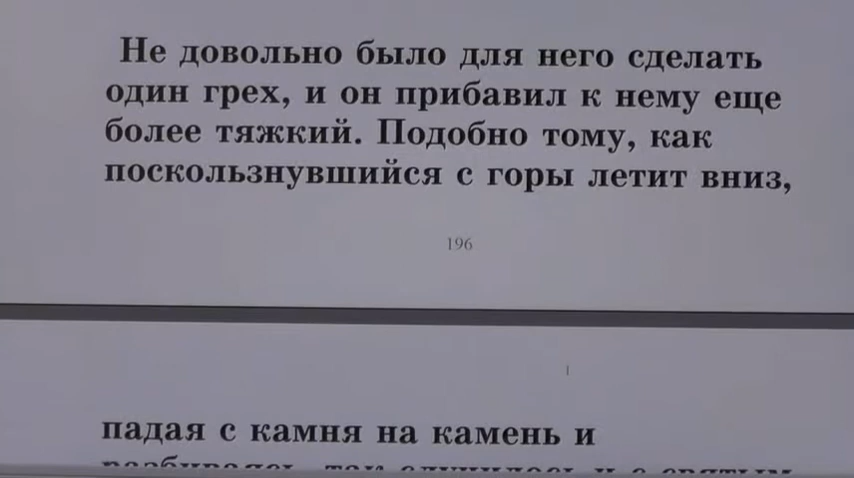 Не довольно было для него сделать
один грех, и он прибавил к нему еще
более тяжкий. Подобно тому, как
поскользнувшийся с горы летит вниз,
196
падая с камня на камень и